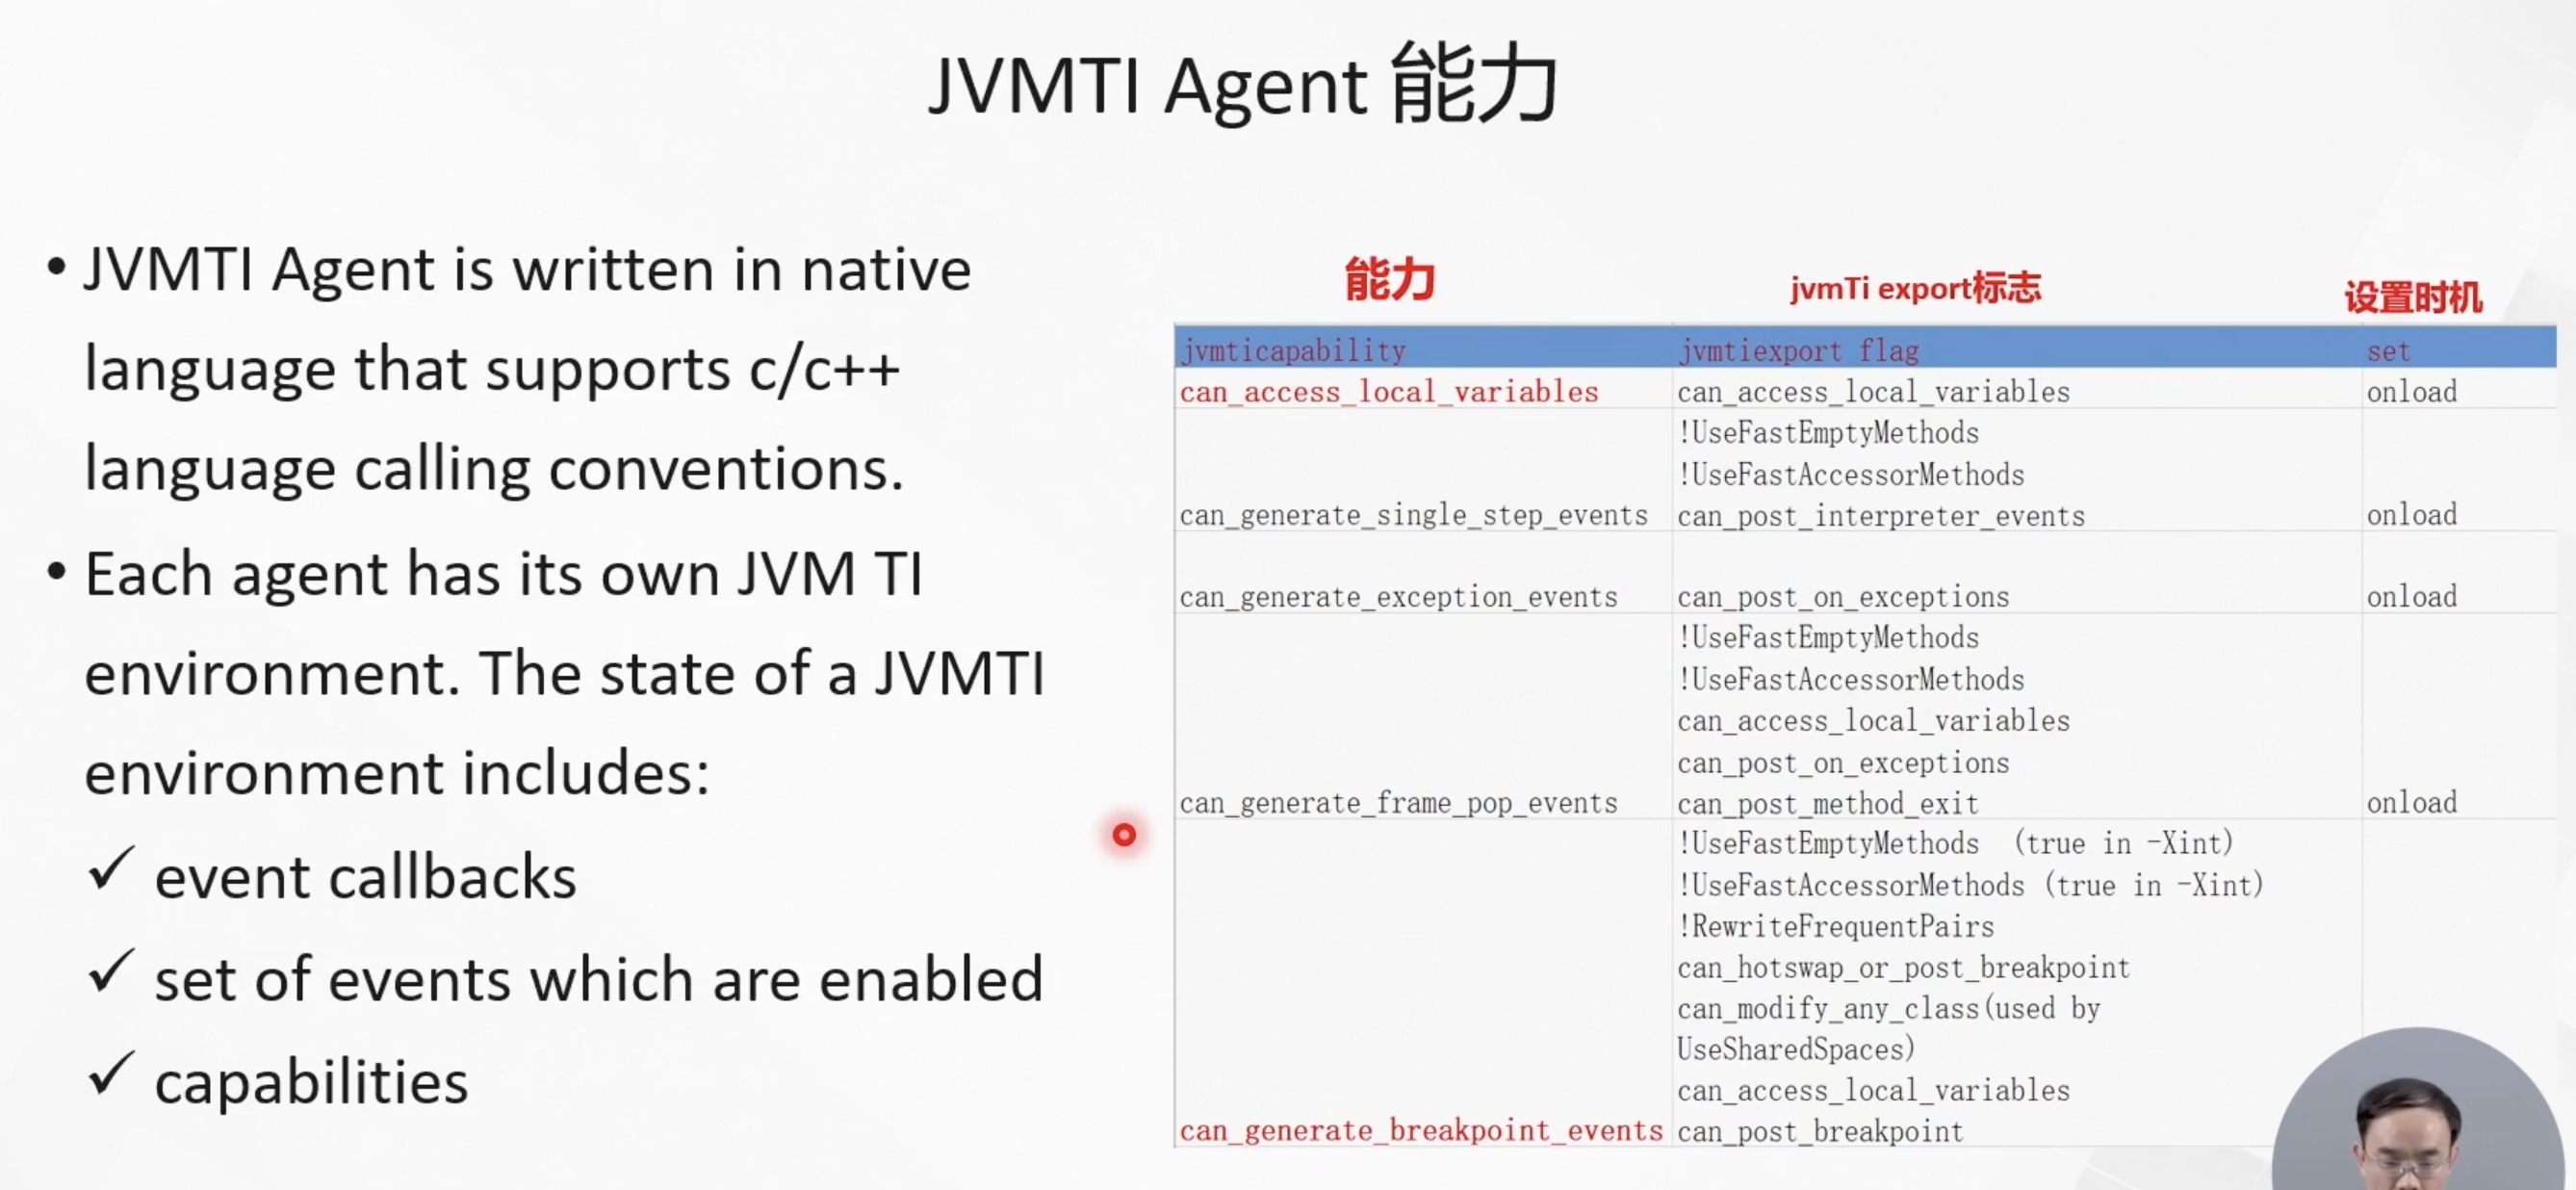 JVMTI Agent 能力
• JVMTI Agent is written in native
language that supports c/c++
language calling conventions.
• Each agent has its own JVM TI
environment. The state of a JVMTI
environment includes:
✓ event callbacks
✓ set of events which are enabled
✓ capabilities
能力 jvmTi export标志 设置时机
jvmticapability jvmtiexport flag set
can_access_local_variables can_access_local_variables onload
!UseFastEmptyMethods
!UseFastAccessorMethods
can_generate_single_step_events can_post_interpreter_events onload
can_generate_exception_events can_post_on_exceptions onload
!UseFastEmptyMethods
!UseFastAccessorMethods
can_access_local_variables
can_post_on_exceptions
can_generate_frame_pop_events can_post_method_exit onload
!UseFastEmptyMethods (true in -Xint)
!UseFastAccessorMethods (true in -Xint)
!RewriteFrequentPairs
can_hotswap_or_post_breakpoint
can_modify_any_class(used by
UseSharedSpaces)
can_access_local_variables
can_generate_breakpoint_events can_post_breakpoint